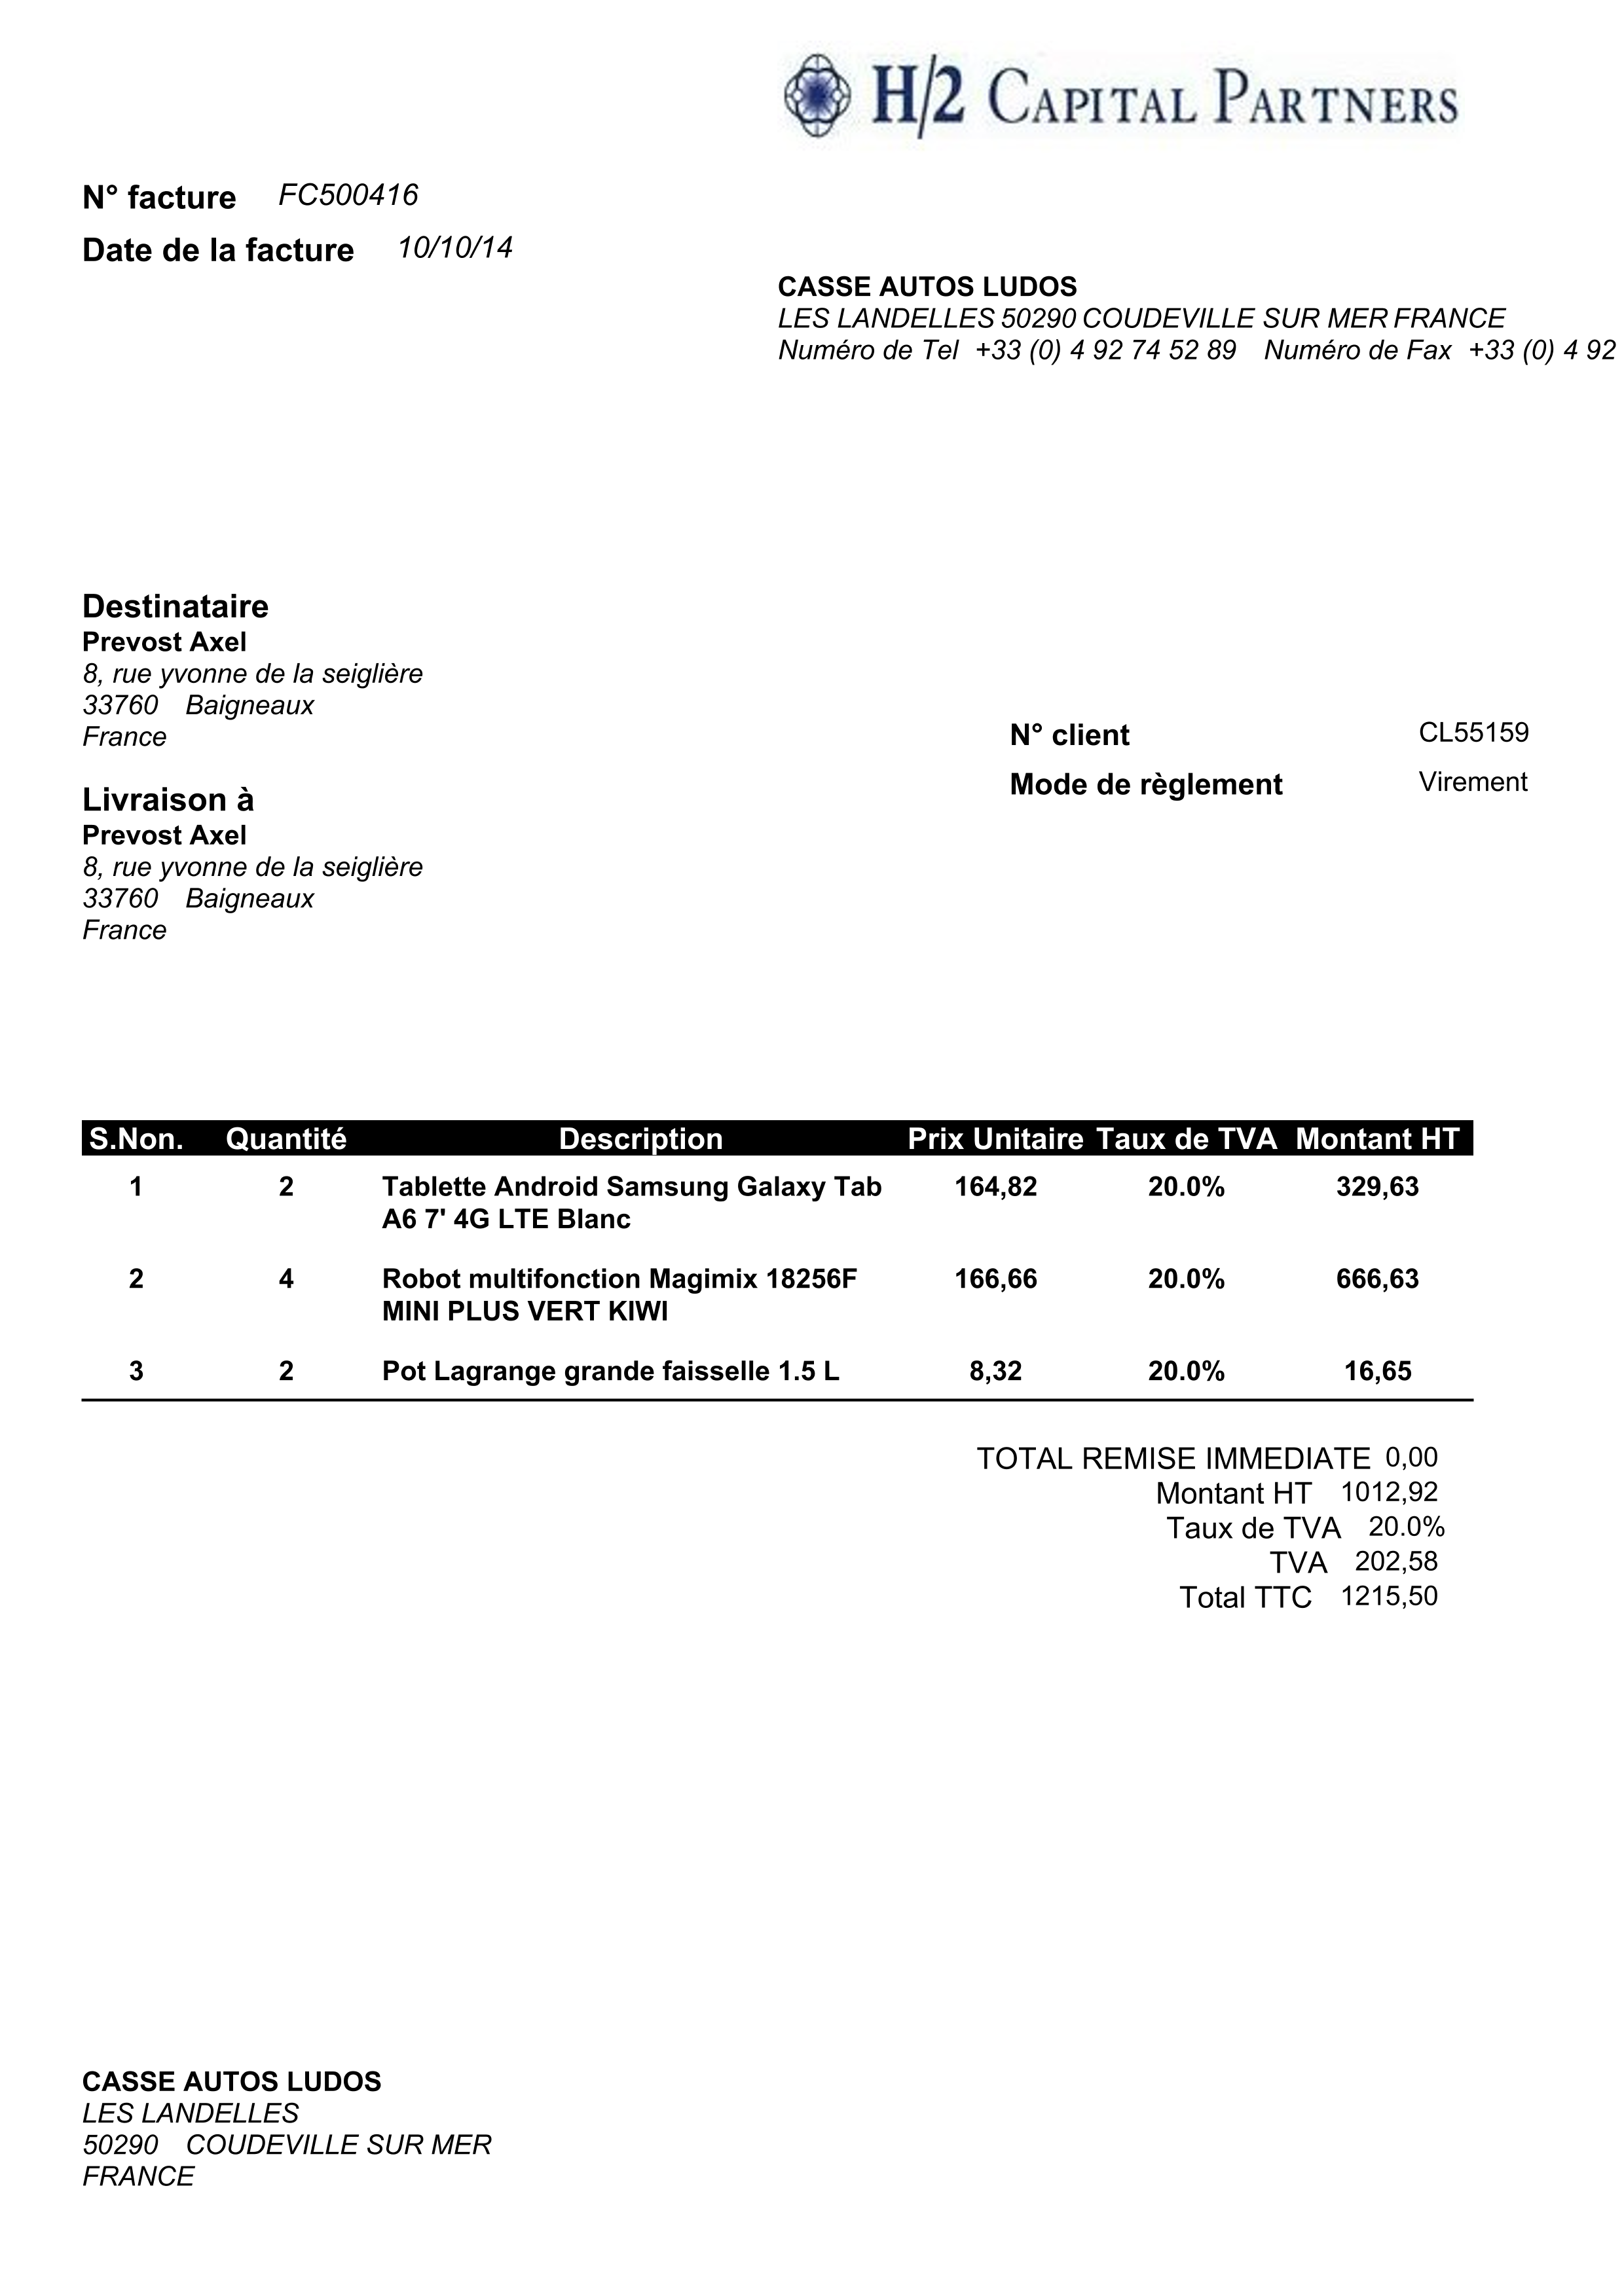 H/2 CAPITAL PARTNERS
N° facture FC500416
Date de la facture 10/10/14
CASSE AUTOS LUDOS
LES LANDELLES 50290 COUDEVILLE SUR MER FRANCE
Numéro de Tel +33 (0) 4 92 74 52 89 Numéro de Fax +33 (0) 4 92
Destinataire
Prevost Axel
8, rue yvonne de la seiglière
33760 Baigneaux
France
N° client CL55159
Mode de règlement Virement
Livraison à
Prevost Axel
8, rue yvonne de la seiglière
33760 Baigneaux
France
S.Non. Quantité Description Prix Unitaire Taux de TVA Montant HT
1 2 Tablette Android Samsung Galaxy Tab 164,82 20.0% 329,63
A6 7' 4G LTE Blanc
2 4 Robot multifonction Magimix 18256F 166,66 20.0% 666,63
MINI PLUS VERT KIWI
3 2 Pot Lagrange grande faisselle 1.5 L 8,32 20.0% 16,65
TOTAL REMISE IMMEDIATE 0,00
Montant HT 1012,92
Taux de TVA 20.0%
TVA 202,58
Total TTC 1215,50
CASSE AUTOS LUDOS
LES LANDELLES
50290 COUDEVILLE SUR MER
FRANCE